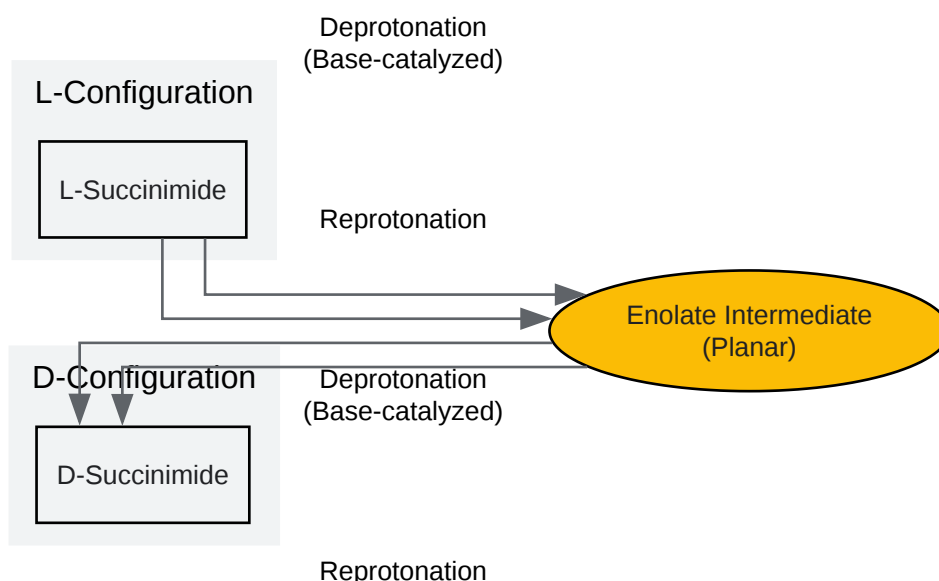 Deprotonation
(Base-catalyzed)
L-Configuration
L-Succinimide
Reprotonation
Enolate Intermediate
(Planar)
D-Configuration
Deprotonation
(Base-catalyzed)
D-Succinimide
Reprotonation